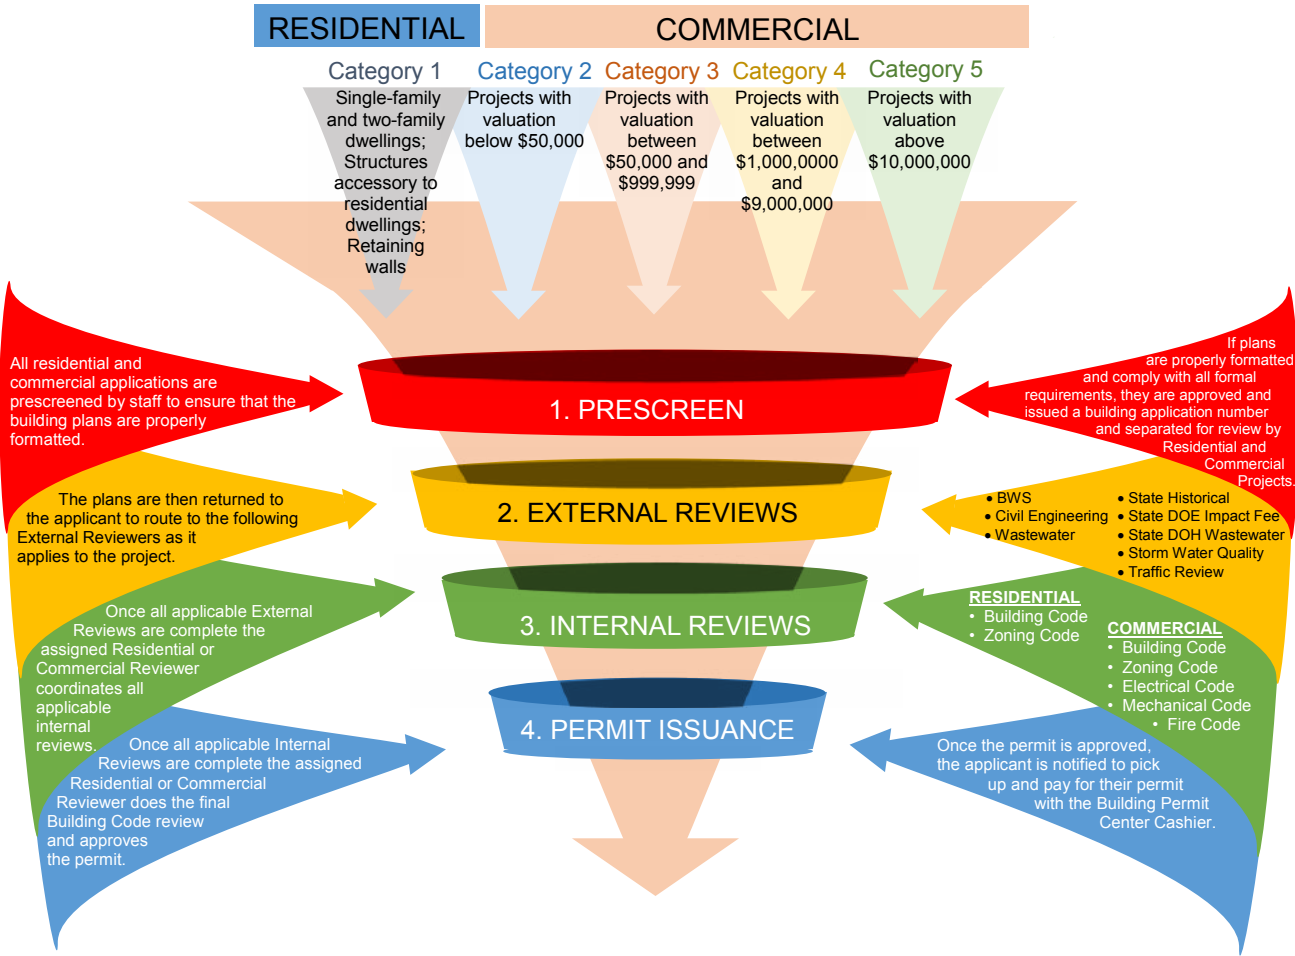 RESIDENTIAL
COMMERCIAL
Category 1
Single-family
and two-family
dwellings;
Structures
accessory to
residential
dwellings;
Retaining
walls
Category 2
Projects with
valuation
below $50,000
Category 3
Projects with
valuation
between
$50,000 and
$999,999
Category 4
Projects with
valuation
between
$1,000,0000
and
$9,000,000
Category 5
Projects with
valuation
above
$10,000,000
All residential and
commercial applications are
prescreened by staff to ensure that the
building plans are properly
formatted.
1. PRESCREEN
If plans
are properly formatted
and comply with all formal
requirements, they are approved and
issued a building application number
and separated for review by
Residential and
Commercial
Projects.
The plans are then returned to
the applicant to route to the following
External Reviewers as it
applies to the project.
2. EXTERNAL REVIEWS
• BWS
• Civil Engineering
• Wastewater
• State Historical
• State DOE Impact Fee
• State DOH Wastewater
• Storm Water Quality
• Traffic Review
Once all applicable External
Reviews are complete the
assigned Residential or
Commercial Reviewer
coordinates all
applicable
internal
reviews.
3. INTERNAL REVIEWS
RESIDENTIAL
• Building Code
• Zoning Code
COMMERCIAL
• Building Code
• Zoning Code
• Electrical Code
• Mechanical Code
• Fire Code
Once all applicable Internal
Reviews are complete the assigned
Residential or Commercial
Reviewer does the final
Building Code review
and approves
the permit.
4. PERMIT ISSUANCE
Once the permit is approved,
the applicant is notified to pick
up and pay for their permit
with the Building Permit
Center Cashier.